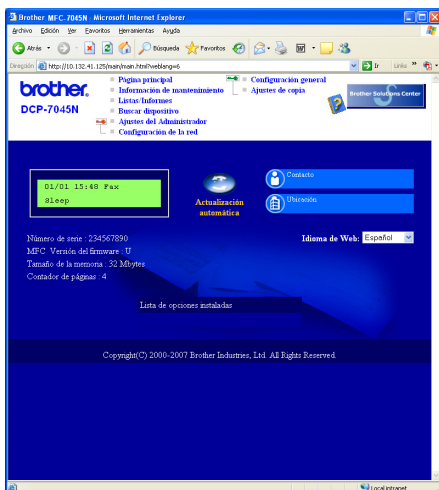 Brother MFC-7045N - Microsoft Internet Explorer
Archivo Edición Ver Favoritos Herramientas Ayuda
Atrás Búsqueda Favoritos
Dirección http://10.132.41.125/main/main.html?weblang=6 Ir Links »
brother.
DCP-7045N
Página principal
Información de mantenimiento
Listas/Informes
Buscar dispositivo
Ajustes del Administrador
Configuración de la red
Configuración general
Ajustes de copia
Brother Solutions Center
01/01 15:48 Fax
Sleep
Actualización
automática
Contacto
Ubicación
Número de serie : 234567890
MFC Versión del firmware : U
Tamaño de la memoria : 32 Mbytes
Contador de páginas : 4
Idioma de Web: Español
Lista de opciones instaladas
Copyright(C) 2000-2007 Brother Industries, Ltd. All Rights Reserved.
Local intranet